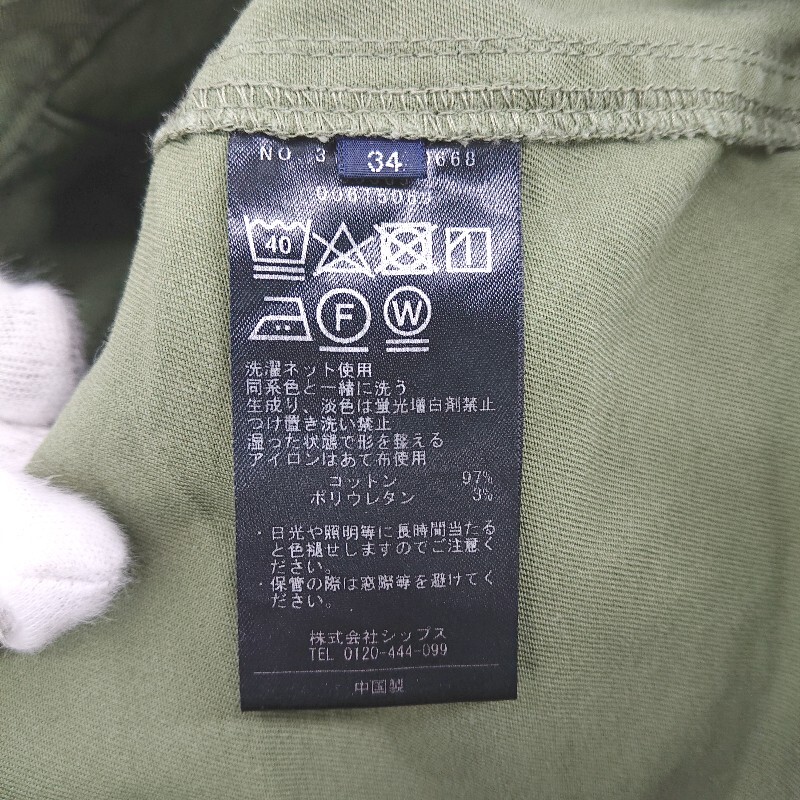 NO. 3 668
34
40
F W
洗濯ネット使用
同系色と一緒に洗う
生成り、淡色は蛍光増白剤禁止
つけ置き洗い禁止
湿った状態で形を整える
アイロンはあて布使用
コットン 97%
ポリウレタン 3%
・日光や照明等に長時間当たる
と色褪せしますのでご注意く
ださい。
・保管の際は窓際等を避けてく
ださい。
株式会社シップス
TEL 0120-444-099
中国製